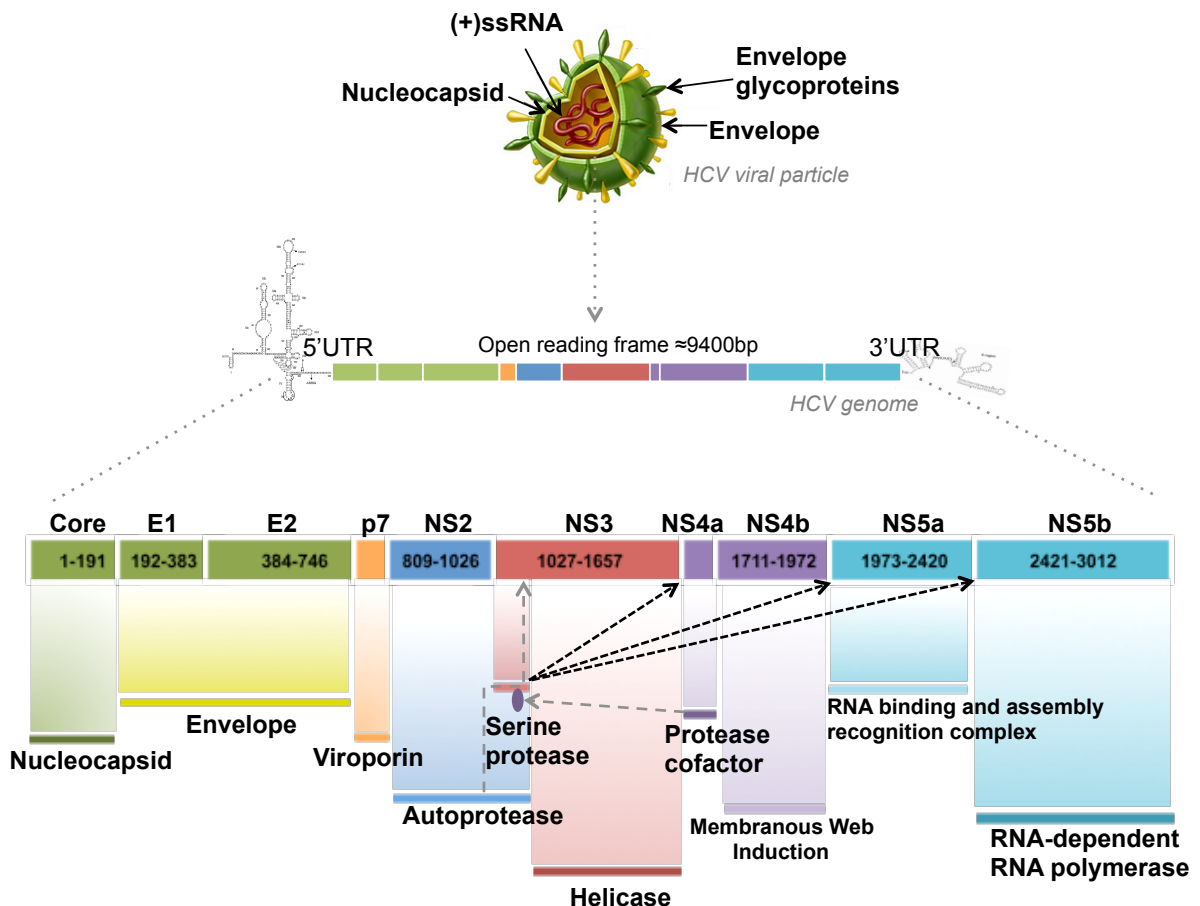 (+)ssRNA
Nucleocapsid
Envelope
glycoproteins
Envelope
HCV viral particle
5'UTR
Open reading frame ≈9400bp
3'UTR
HCV genome
Core
E1
E2
p7
NS2
NS3
NS4a
NS4b
NS5a
NS5b
1-191
192-383
384-746
809-1026
1027-1657
1711-1972
1973-2420
2421-3012
Nucleocapsid
Envelope
Viroporin
Autoprotease
Serine
protease
Helicase
Protease
cofactor
Membranous Web
Induction
RNA binding and assembly
recognition complex
RNA-dependent
RNA polymerase